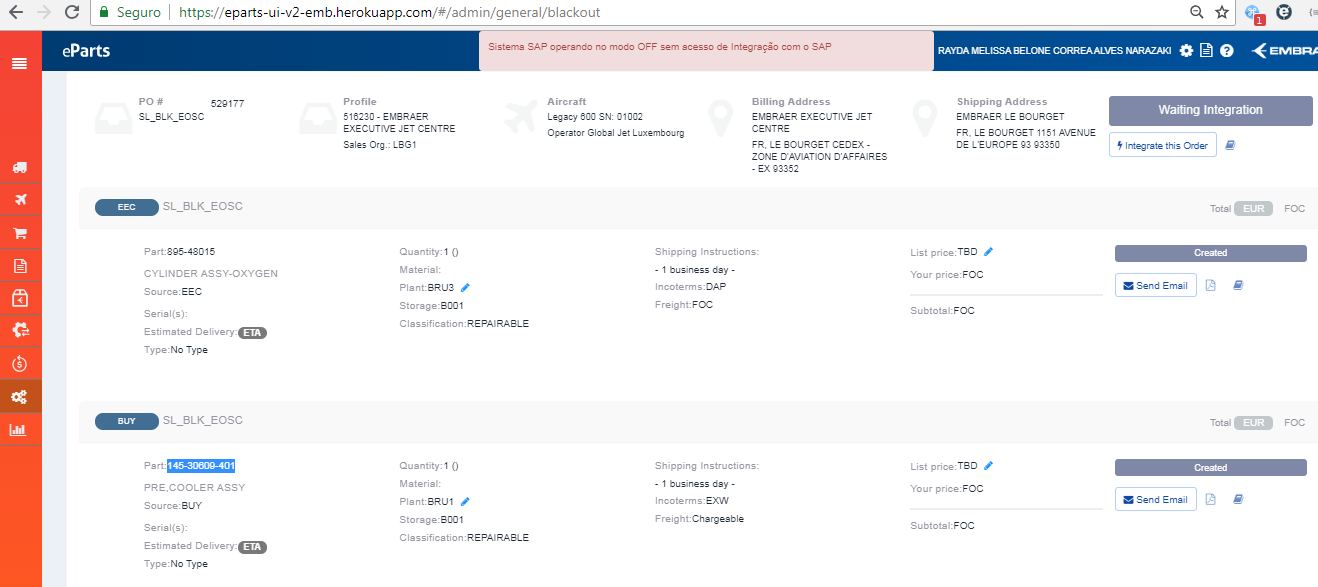 Seguro https://eparts-ui-v2-emb.herokuapp.com/#/admin/general/blackout
1
eParts
Sistema SAP operando no modo OFF sem acesso de Integração com o SAP
RAYDA MELISSA BELONE CORREA ALVES NARAZAKI
EMBRA
PO # 529177
SL_BLK_EOSC
Profile
516230 - EMBRAER
EXECUTIVE JET CENTRE
Sales Org.: LBG1
Aircraft
Legacy 600 SN: 01002
Operator Global Jet Luxembourg
Billing Address
EMBRAER EXECUTIVE JET
CENTRE
FR, LE BOURGET CEDEX -
ZONE D'AVIATION D'AFFAIRES
- EX 93352
Shipping Address
EMBRAER LE BOURGET
FR, LE BOURGET 1151 AVENUE
DE L'EUROPE 93 93350
Waiting Integration
Integrate this Order
EEC SL_BLK_EOSC
Total EUR FOC
Part:895-48015
CYLINDER ASSY-OXYGEN
Source:EEC
Serial(s):
Estimated Delivery:ETA
Type:No Type
Quantity:1 ()
Material:
Plant:BRU3
Storage:B001
Classification:REPAIRABLE
Shipping Instructions:
- 1 business day -
Incoterms:DAP
Freight:FOC
List price:TBD
Your price:FOC
Subtotal:FOC
Created
Send Email
BUY SL_BLK_EOSC
Total EUR FOC
Part:145-30609-401
PRE,COOLER ASSY
Source:BUY
Serial(s):
Estimated Delivery:ETA
Type:No Type
Quantity:1 ()
Material:
Plant:BRU1
Storage:B001
Classification:REPAIRABLE
Shipping Instructions:
- 1 business day -
Incoterms:EXW
Freight:Chargeable
List price:TBD
Your price:FOC
Subtotal:FOC
Created
Send Email